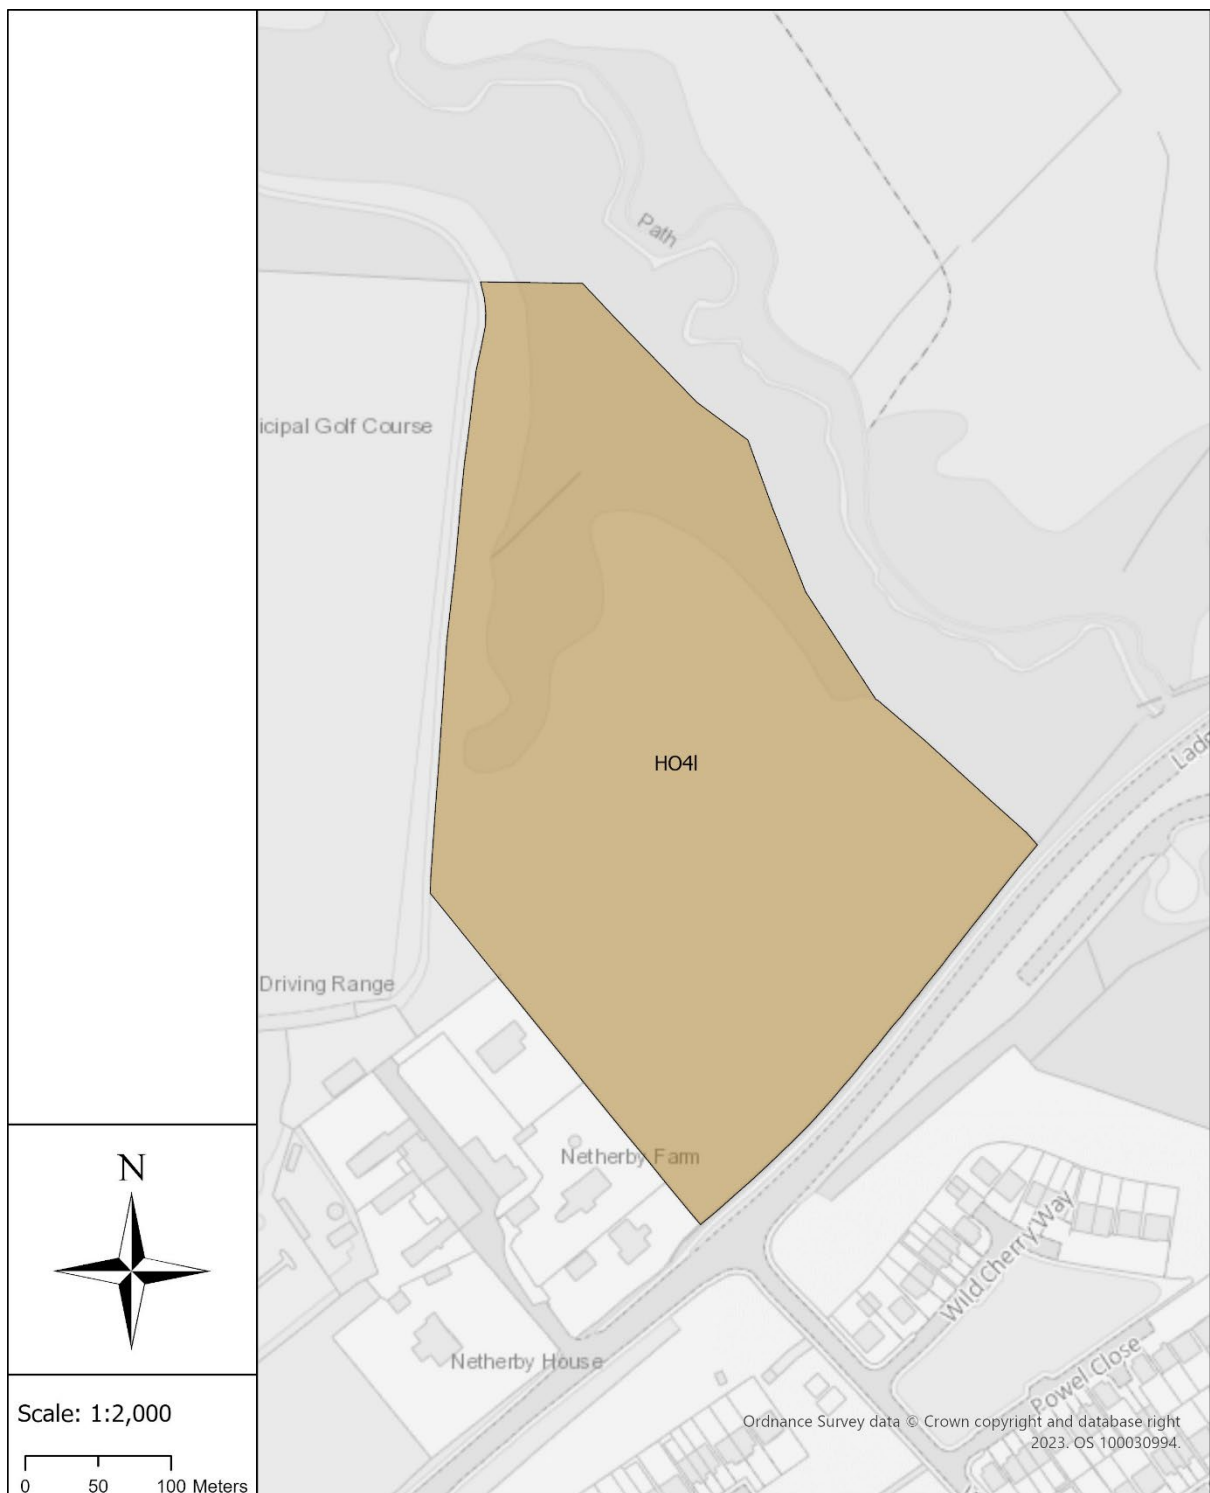 Path
icipal Golf Course
HO4l
Lado
Driving Range
Netherby Farm
Wild Cherry Way
Netherby House
Powel Close
Ordnance Survey data © Crown copyright and database right
2023. OS 100030994.
N
Scale: 1:2,000
0 50 100 Meters